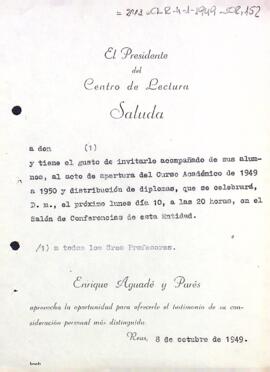 El Presidente
del
Centro de Lectura
Saluda
a don (1)
y tiene el gusto de invitarle acompañado de sus alum-
nos, al acto de apertura del Curso Académico de 1949
a 1950 y distribución de diplomas, que se celebrará,
D. m., el próximo lunes día 10, a las 20 horas, en el
Salón de Conferencias de esta Entidad.
(1) a todos los Sres Profesores.
Enrique Aguadé y Parés
aprovecha la oportunidad para ofrecerle el testimonio de su con-
sideración personal más distinguida.
Reus, 8 de octubre de 1949.